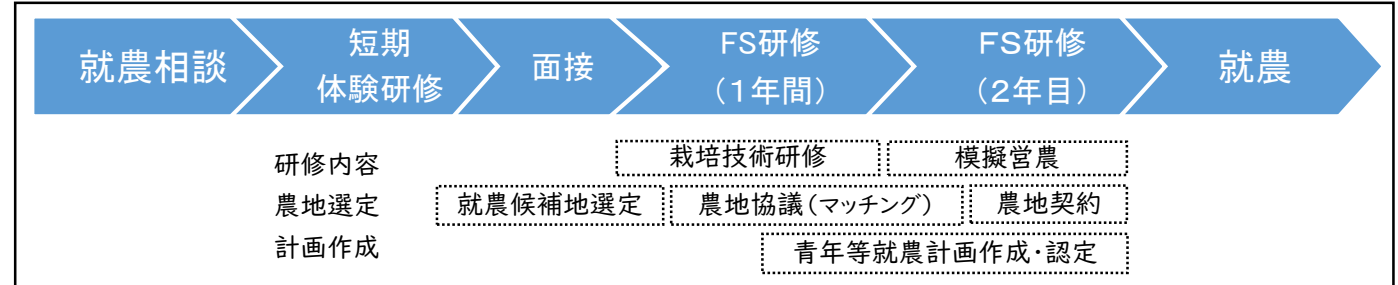 就農相談
短期
体験研修
面接
FS研修
(1年間)
FS研修
(2年目)
就農
研修内容 栽培技術研修 模擬営農
農地選定 就農候補地選定 農地協議(マッチング) 農地契約
計画作成 青年等就農計画作成・認定